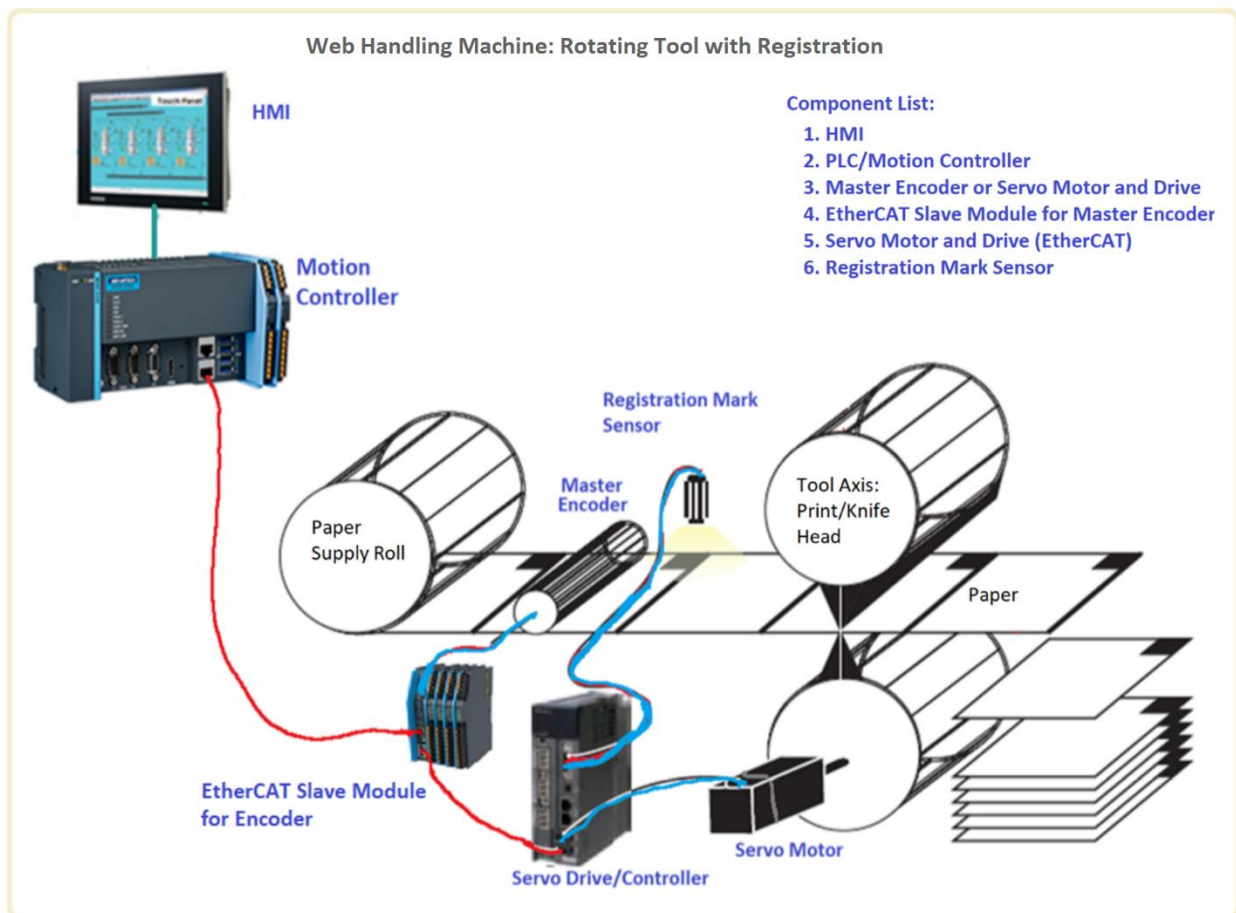 Web Handling Machine: Rotating Tool with Registration
Touch Panel
HMI
Component List:
1. HMI
2. PLC/Motion Controller
3. Master Encoder or Servo Motor and Drive
4. EtherCAT Slave Module for Master Encoder
5. Servo Motor and Drive (EtherCAT)
6. Registration Mark Sensor
Motion
Controller
Registration Mark
Sensor
Master
Encoder
Paper
Supply Roll
Tool Axis:
Print/Knife
Head
Paper
EtherCAT Slave Module
for Encoder
Servo Motor
Servo Drive/Controller